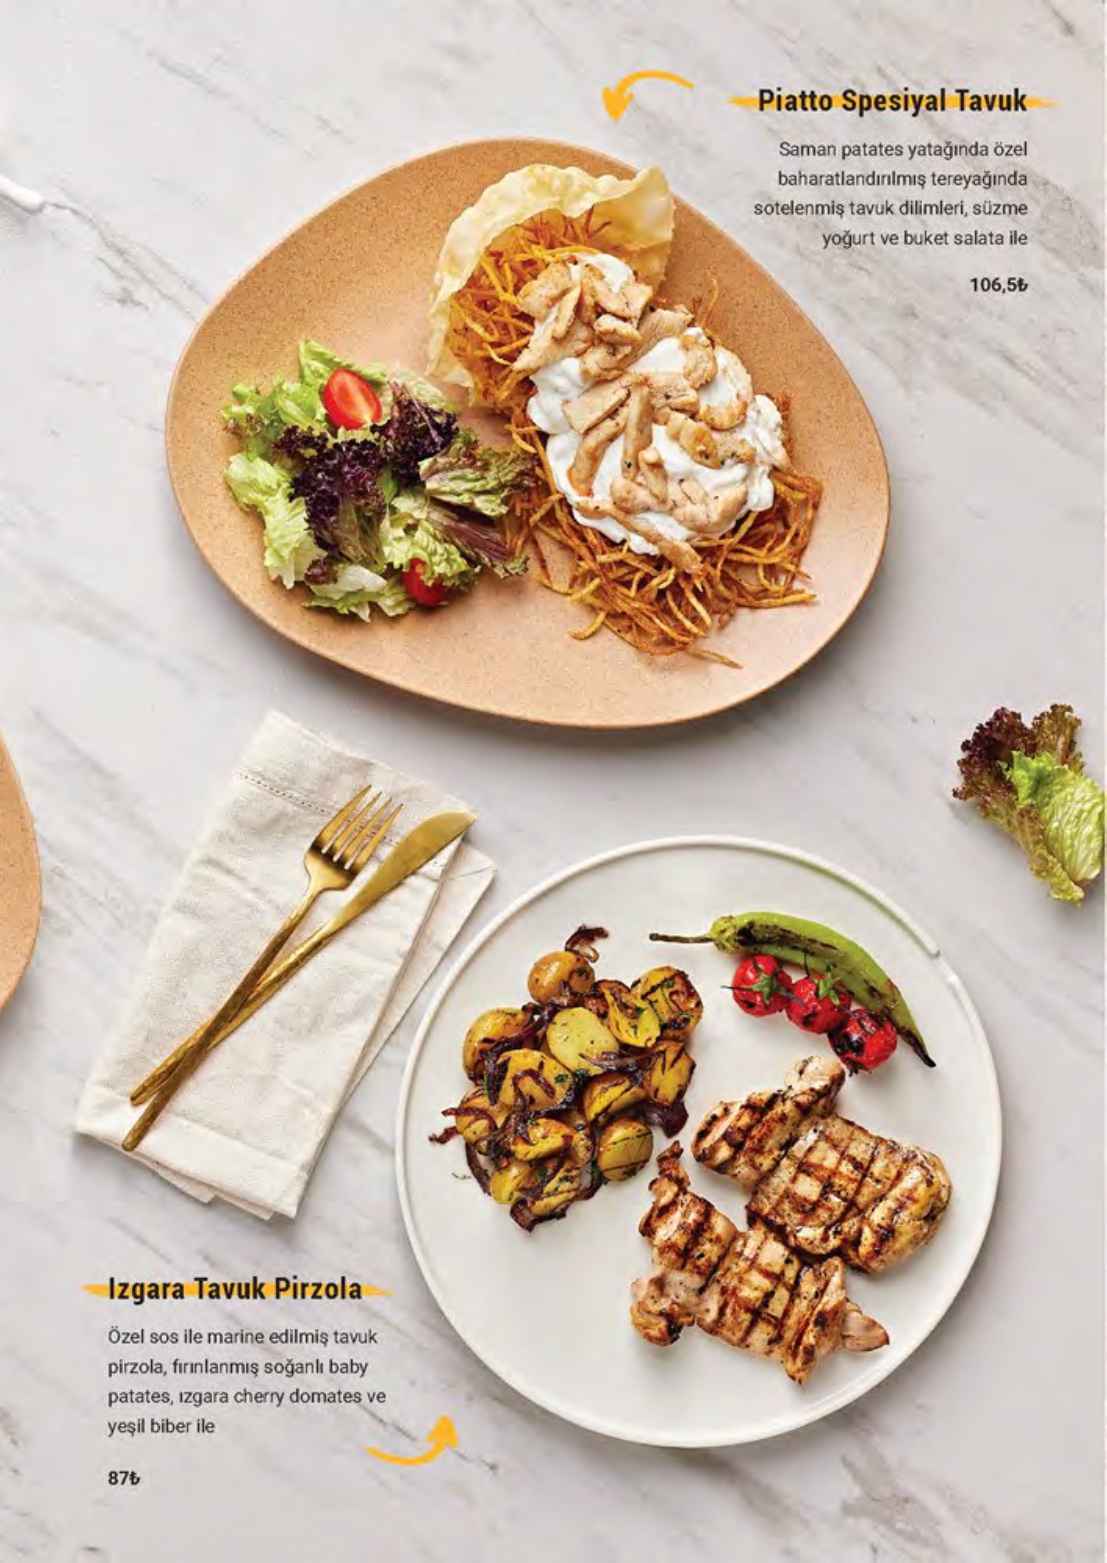 Piatto Spesiyal Tavuk
Saman patates yatağında özel
baharatlandırılmış tereyağında
sotelenmiş tavuk dilimleri, süzme
yoğurt ve buket salata ile
106,5₺
Izgara Tavuk Pirzola
Özel sos ile marine edilmiş tavuk
pirzola, fırınlanmış soğanlı baby
patates, ızgara cherry domates ve
yeşil biber ile
87₺